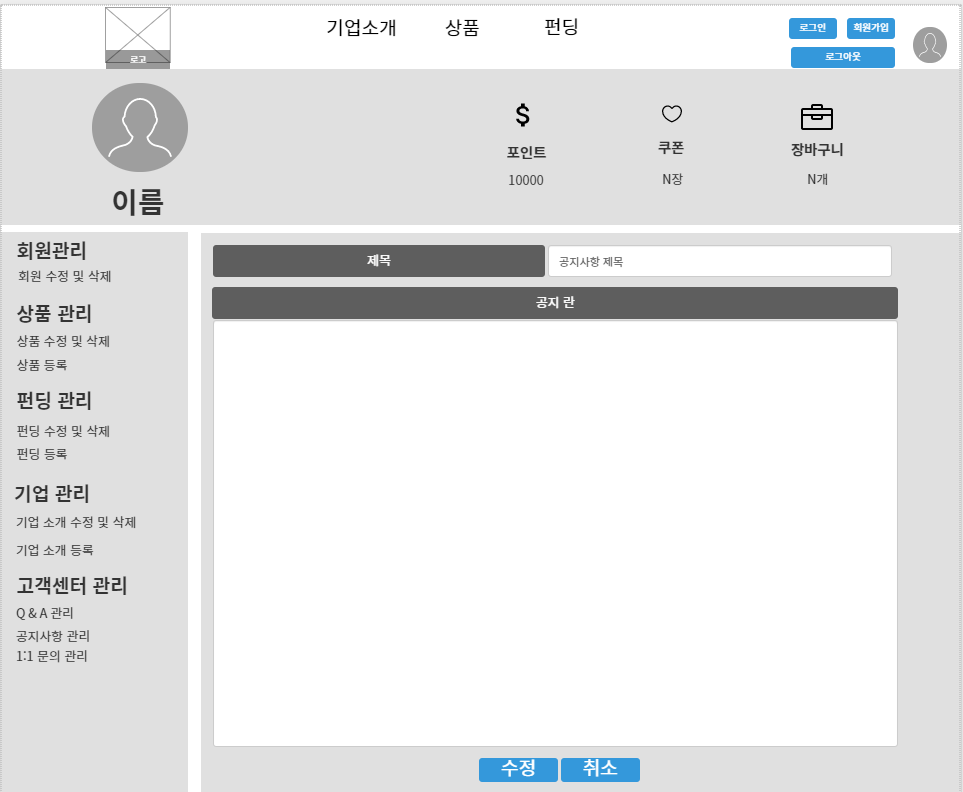 로고
기업소개
상품
펀딩
로그인
회원가입
로그아웃
이름
$
포인트
10000
쿠폰
N장
장바구니
N개
회원관리
회원 수정 및 삭제
상품 관리
상품 수정 및 삭제
상품 등록
펀딩 관리
펀딩 수정 및 삭제
펀딩 등록
기업 관리
기업 소개 수정 및 삭제
기업 소개 등록
고객센터 관리
Q & A 관리
공지사항 관리
1:1 문의 관리
제목
공지사항 제목
공지 란
수정
취소